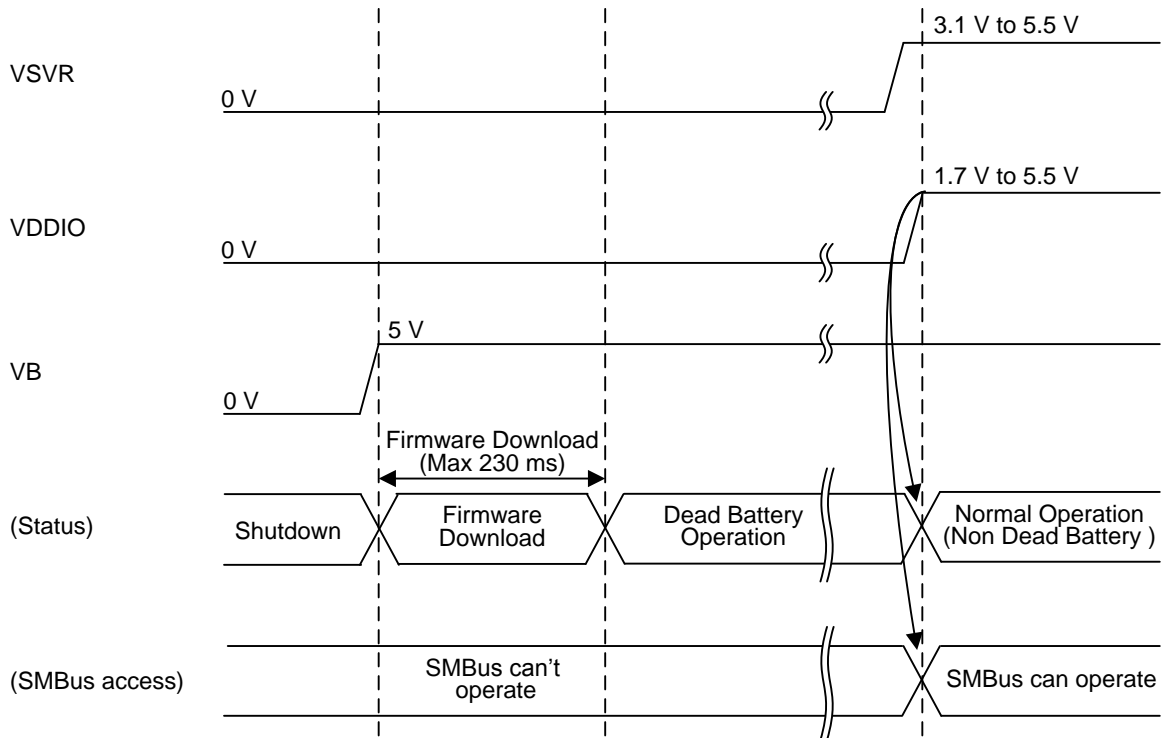 3.1 V to 5.5 V
VSVR
0 V
1.7 V to 5.5 V
VDDIO
0 V
5 V
VB
0 V
Firmware Download
(Max 230 ms)
(Status)
Shutdown
Firmware
Download
Dead Battery
Operation
Normal Operation
(Non Dead Battery )
(SMBus access)
SMBus can't
operate
SMBus can operate